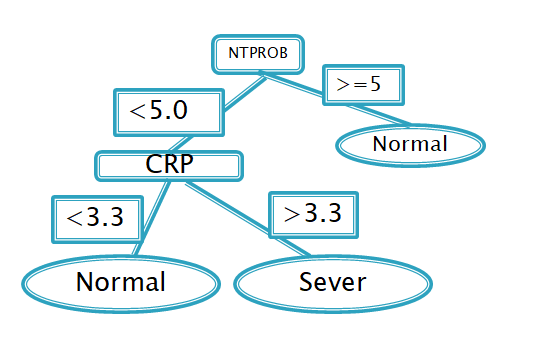 NTPROB
>=5
<5.0
Normal
CRP
<3.3
>3.3
Normal
Sever